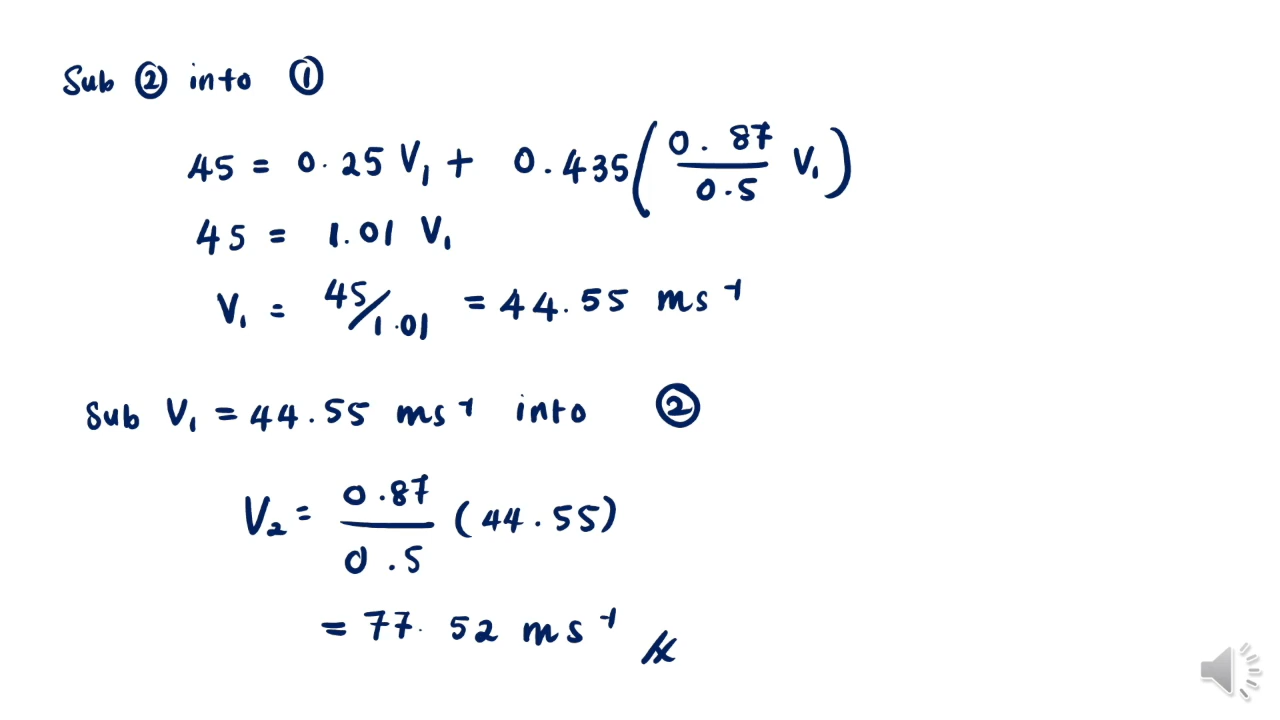 Sub ② into ①
45 = 0.25 V₁ + 0.435 (0.87/0.5 V₁)
45 = 1.01 V₁
V₁ = 45/1.01 = 44.55 ms⁻¹
Sub V₁ = 44.55 ms⁻¹ into ②
V₂ = 0.87/0.5 (44.55)
= 77.52 ms⁻¹